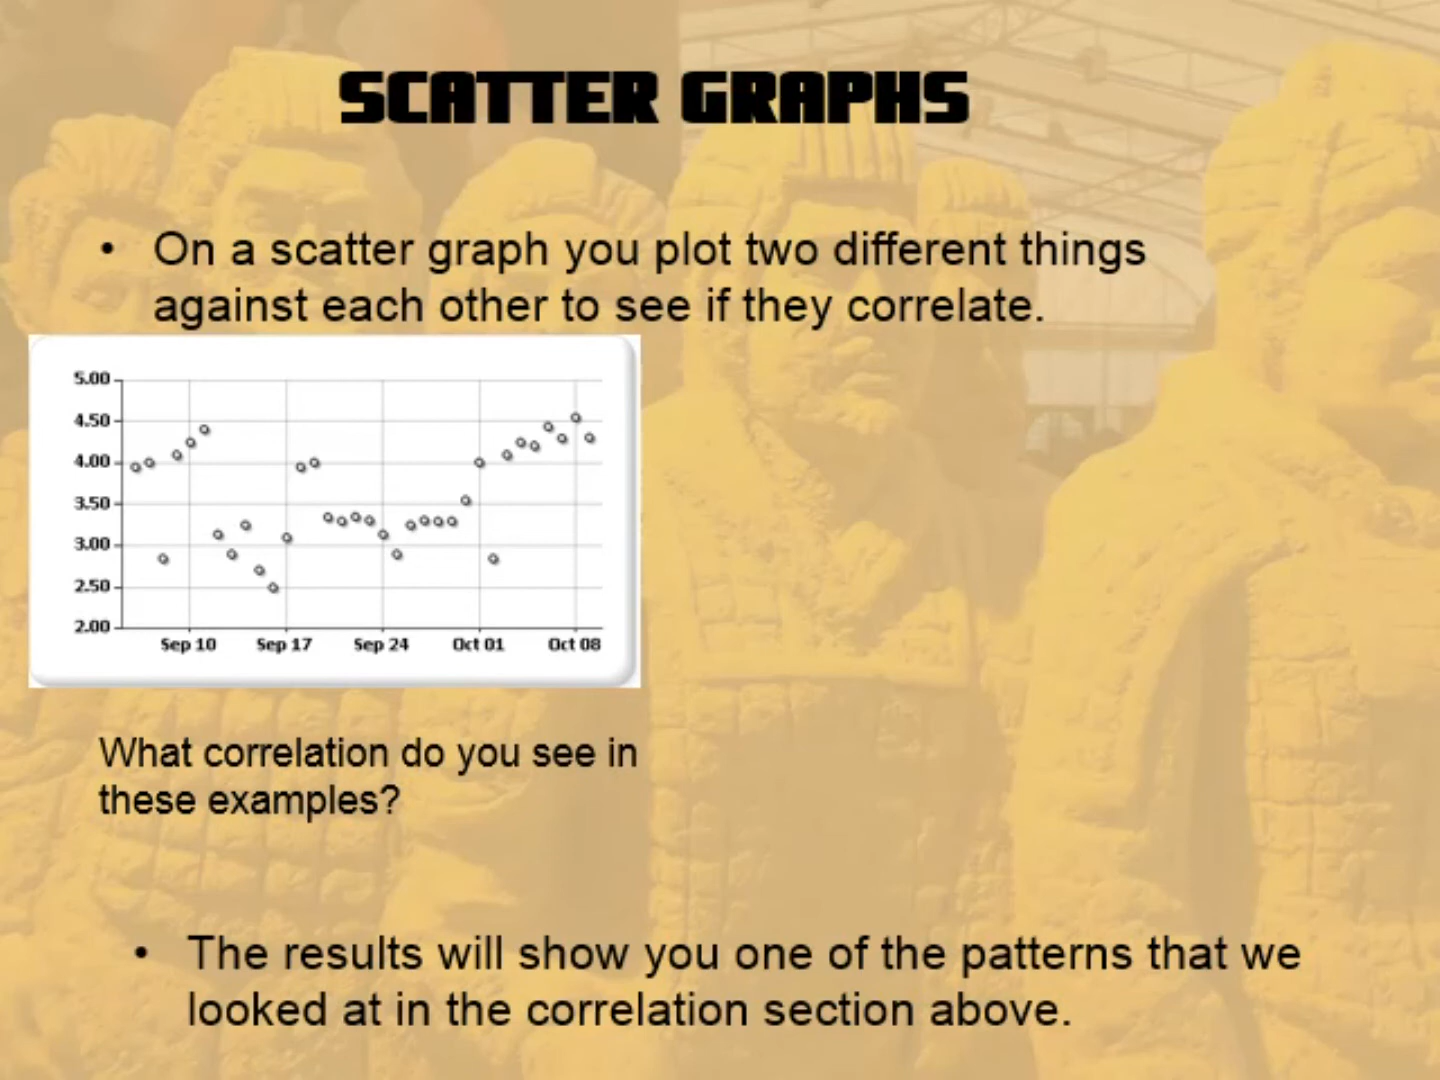 SCATTER GRAPHS
• On a scatter graph you plot two different things
against each other to see if they correlate.
5.00
4.50
4.00
3.50
3.00
2.50
2.00
Sep 10 Sep 17 Sep 24 Oct 01 Oct 08
What correlation do you see in
these examples?
• The results will show you one of the patterns that we
looked at in the correlation section above.